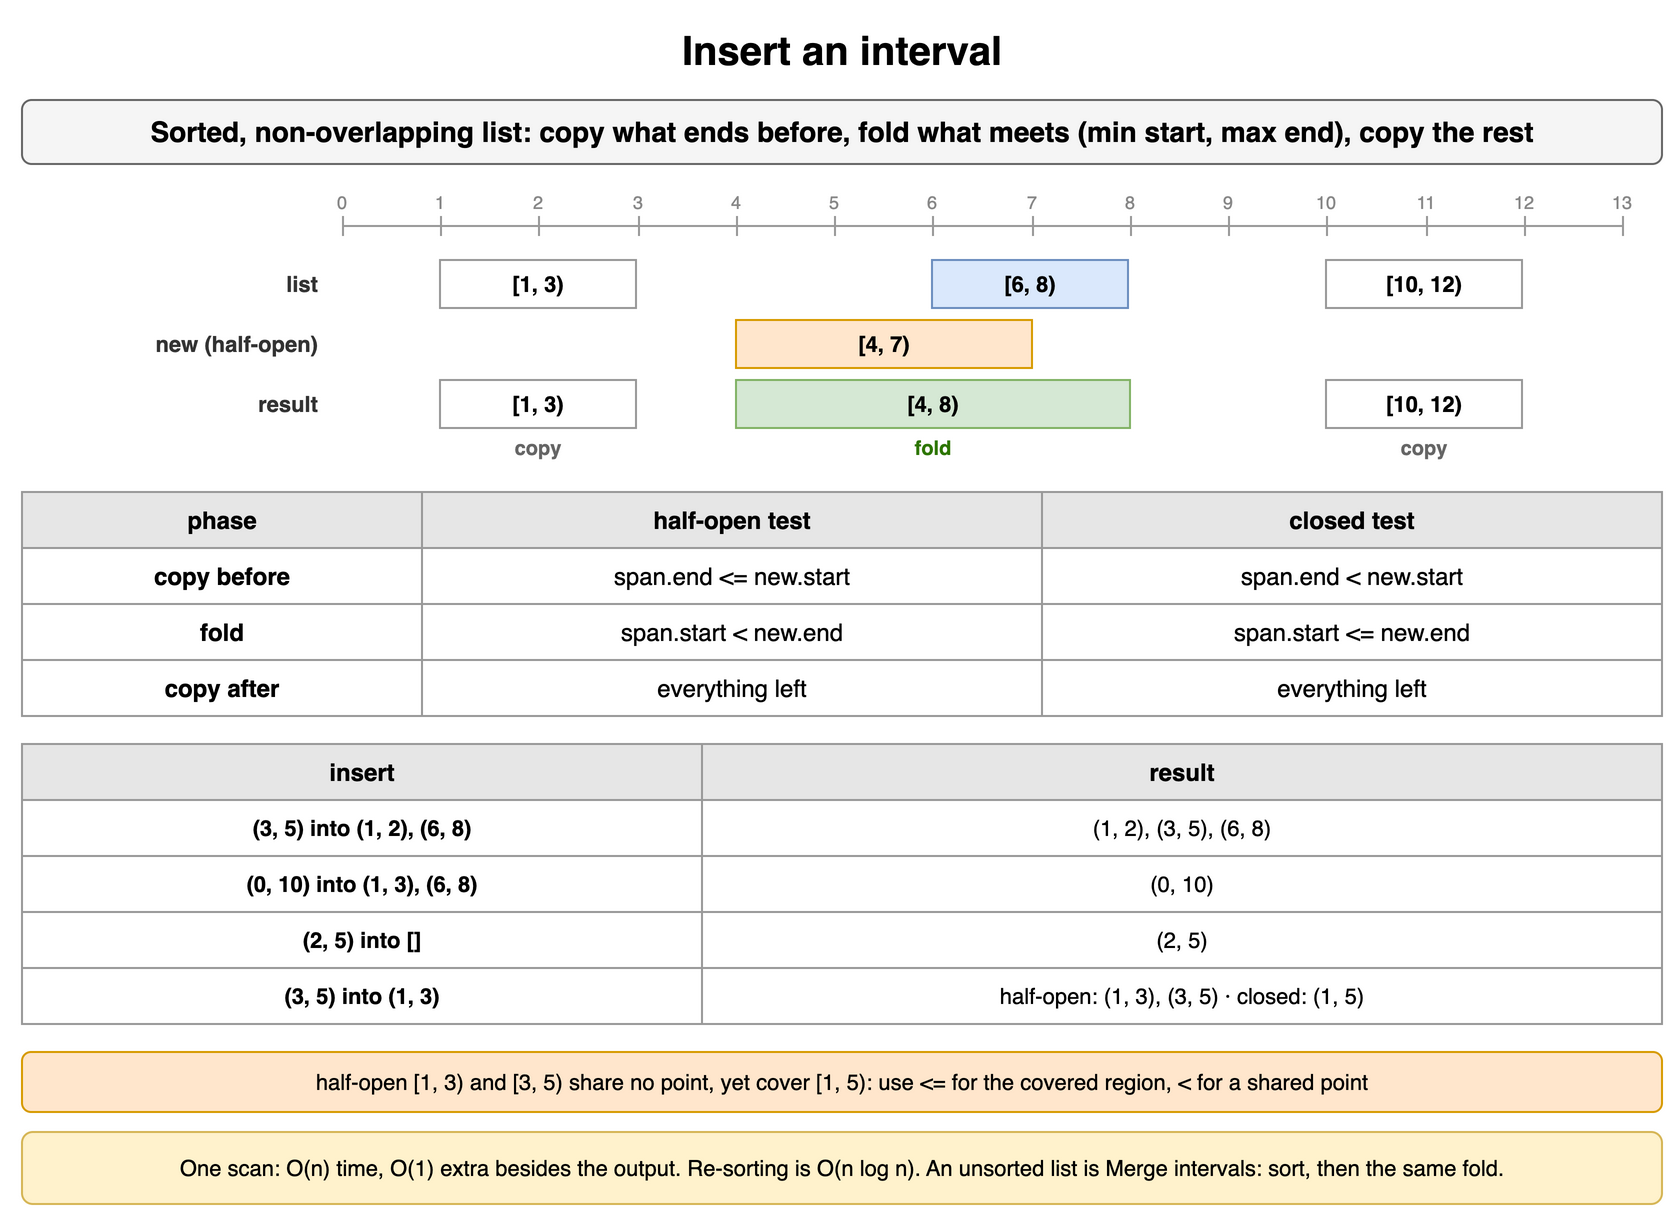 Insert an interval
Sorted, non-overlapping list: copy what ends before, fold what meets (min start, max end), copy the rest
0 1 2 3 4 5 6 7 8 9 10 11 12 13
list [1, 3) [6, 8) [10, 12)
new (half-open) [4, 7)
result [1, 3) [4, 8) [10, 12)
copy fold copy
phase half-open test closed test
copy before span.end <= new.start span.end < new.start
fold span.start < new.end span.start <= new.end
copy after everything left everything left
insert result
(3, 5) into (1, 2), (6, 8) (1, 2), (3, 5), (6, 8)
(0, 10) into (1, 3), (6, 8) (0, 10)
(2, 5) into [] (2, 5)
(3, 5) into (1, 3) half-open: (1, 3), (3, 5) · closed: (1, 5)
half-open [1, 3) and [3, 5) share no point, yet cover [1, 5): use <= for the covered region, < for a shared point
One scan: O(n) time, O(1) extra besides the output. Re-sorting is O(n log n). An unsorted list is Merge intervals: sort, then the same fold.